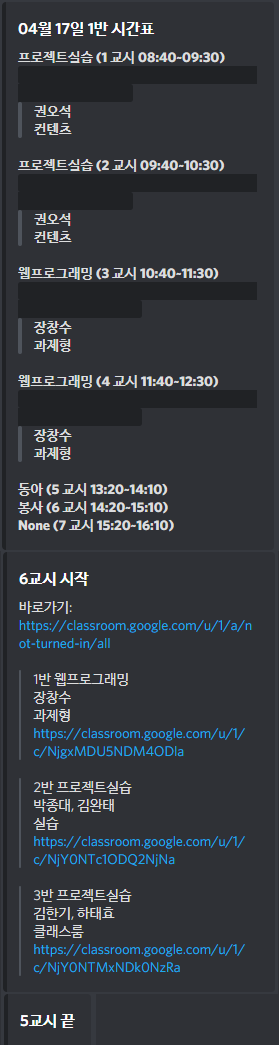 04월 17일 1반 시간표
프로젝트실습 (1 교시 08:40-09:30)
권오석
컨텐츠
프로젝트실습 (2 교시 09:40-10:30)
권오석
컨텐츠
웹프로그래밍 (3 교시 10:40-11:30)
장창수
과제형
웹프로그래밍 (4 교시 11:40-12:30)
장창수
과제형
동아 (5 교시 13:20-14:10)
봉사 (6 교시 14:20-15:10)
None (7 교시 15:20-16:10)
6교시 시작
바로가기:
https://classroom.google.com/u/1/a/n
ot-turned-in/all
1반 웹프로그래밍
장창수
과제형
https://classroom.google.com/u/1/
c/NjgxMDU5NDM4ODla
2반 프로젝트실습
박종대, 김완태
실습
https://classroom.google.com/u/1/
c/NjY0NTc1ODQ2NjNa
3반 프로젝트실습
김한기, 하태효
클래스룸
https://classroom.google.com/u/1/
c/NjY0NTMxNDk0NzRa
5교시 끝